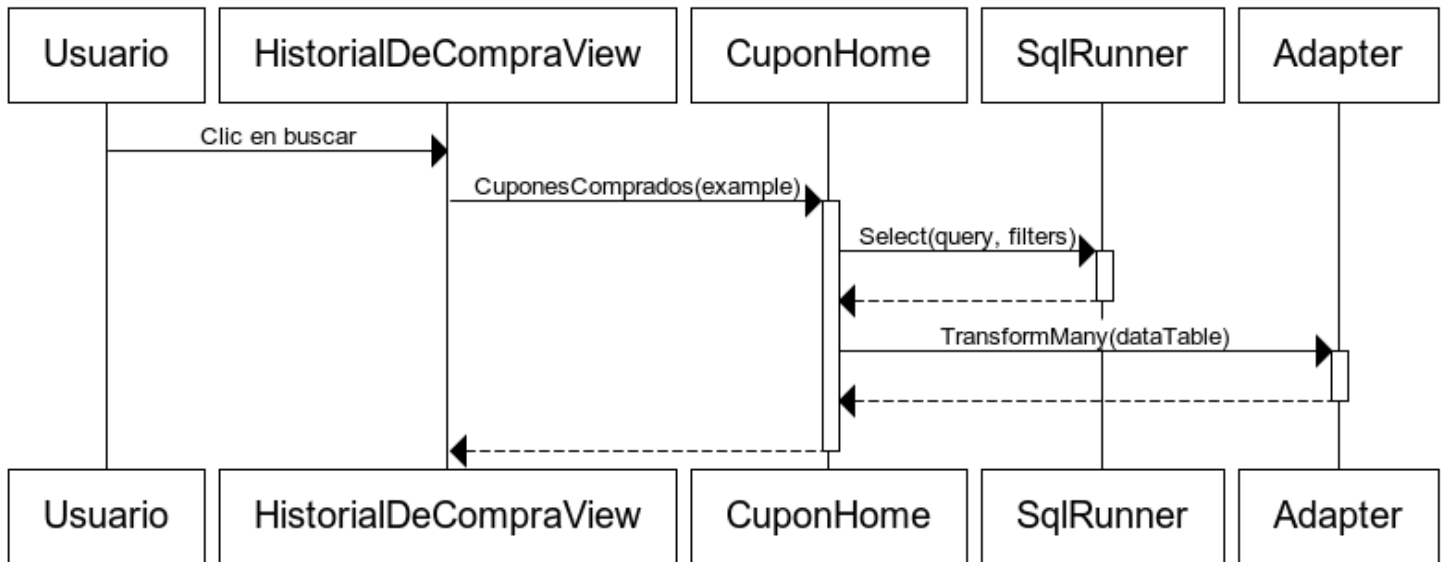 Usuario
HistorialDeCompraView
CuponHome
SqlRunner
Adapter
Clic en buscar
CuponesComprados(example)
Select(query, filters)
TransformMany(dataTable)
Usuario
HistorialDeCompraView
CuponHome
SqlRunner
Adapter